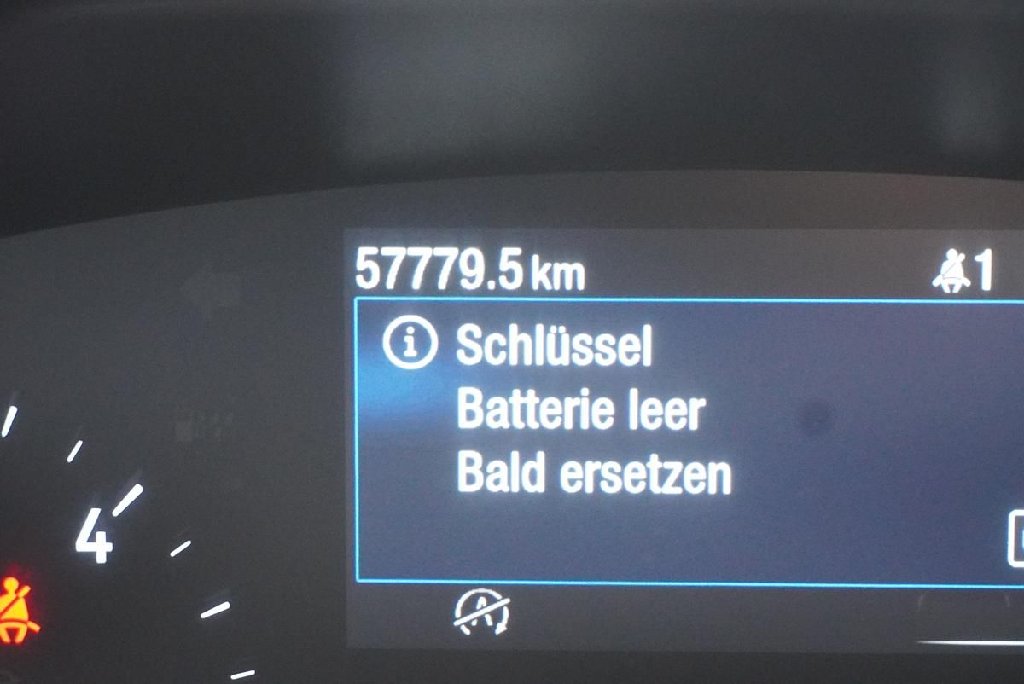 57779.5 km 1
Schlüssel
Batterie leer
Bald ersetzen
4